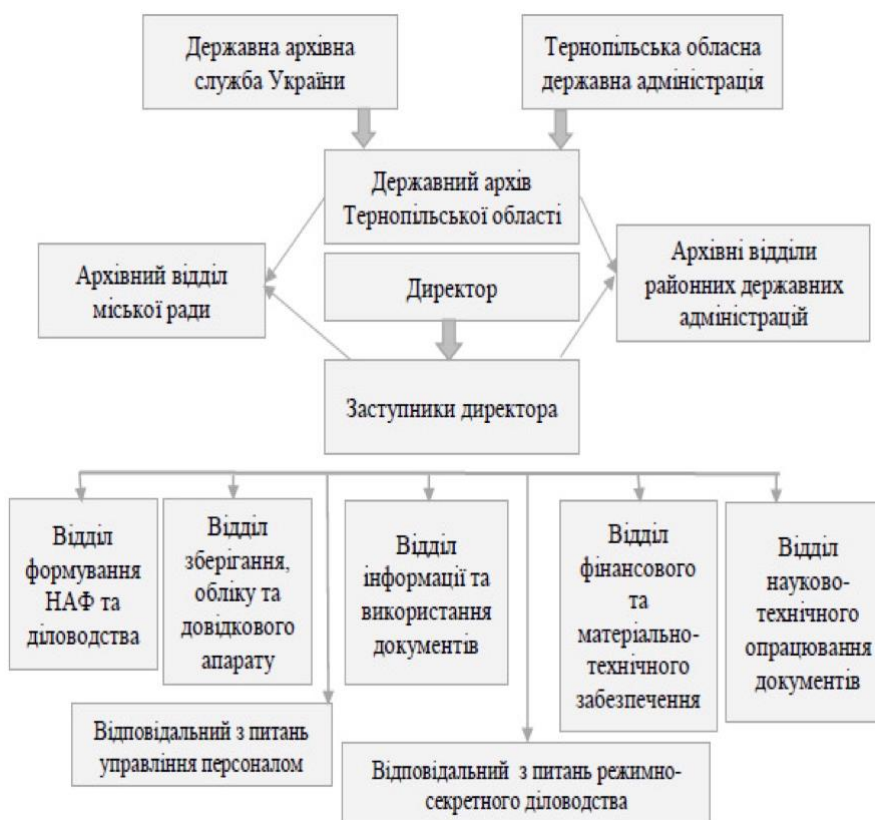 Державна архівна
служба України
Тернопільська обласна
державна адміністрація
Державний архів
Тернопільської області
Архівний відділ
міської ради
Директор
Архівні відділи
районних державних
адміністрацій
Заступники директора
Відділ
формування
НАФ та
діловодства
Відділ
зберігання,
обліку та
довідкового
апарату
Відділ
інформації та
використання
документів
Відділ
фінансового
та
матеріально-
технічного
забезпечення
Відділ
науково-
технічного
опрацювання
документів
Відповідальний з питань
управління персоналом
Відповідальний з питань режимно-
секретного діловодства